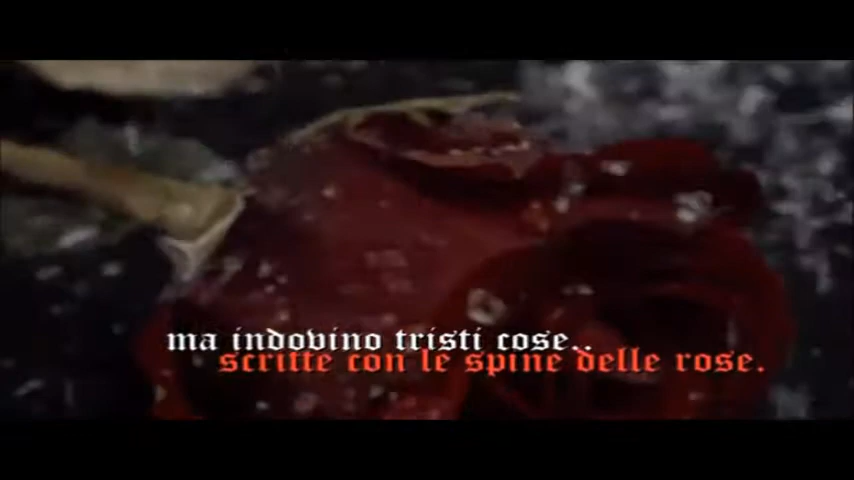 ma indovino tristi cose..
scritte con le spine delle rose.